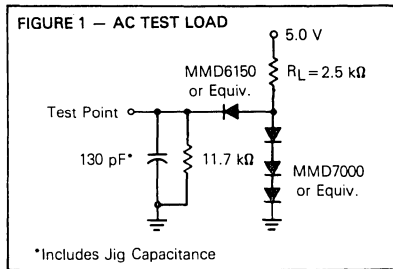 FIGURE 1 — AC TEST LOAD
5.0 V
MMD6150
or Equiv.
RL = 2.5 kΩ
Test Point
130 pF*
11.7 kΩ
MMD7000
or Equiv.
*Includes Jig Capacitance